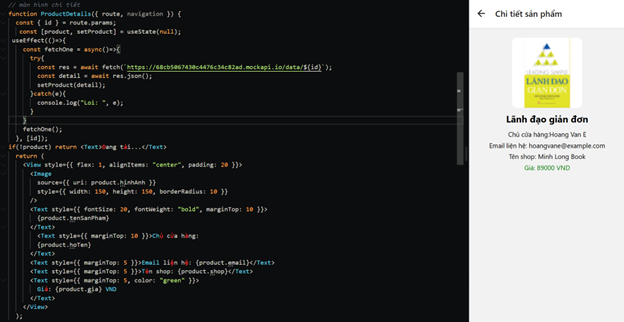 // màn hình chi tiết
function ProductDetails({ route, navigation }) {
const { id } = route.params;
const [product, setProduct] = useState(null);
useEffect(()=>{
const fetchOne = async()=>{
try{
const res = await fetch(`https://68cb5067430c4476c34c82ad.mockapi.io/data/${id}`);
const detail = await res.json();
setProduct(detail);
}catch(e){
console.log("Loi: ", e);
}
}
fetchOne();
}, [id]);
if(!product) return <Text>Đang tải...</Text>
return (
<View style={{ flex: 1, alignItems: "center", padding: 20 }}>
<Image
source={{ uri: product.hinhAnh }}
style={{ width: 150, height: 150, borderRadius: 10 }}
/>
<Text style={{ fontSize: 20, fontWeight: "bold", marginTop: 10 }}>
{product.tenSanPham}
</Text>
<Text style={{ marginTop: 10 }}>Chủ cửa hàng:
{product.hoTen}
</Text>
<Text style={{ marginTop: 5 }}>Email liện hệ: {product.email}</Text>
<Text style={{ marginTop: 5 }}>Tên shop: {product.shop}</Text>
<Text style={{ marginTop: 5, color: "green" }}>
Giá: {product.gia} VND
</Text>
</View>
);
Chi tiết sản phẩm
LEADING SIMPLE
LÃNH ĐẠO
GIẢN ĐƠN
Lãnh đạo giản đơn
Chủ cửa hàng:Hoang Van E
Email liện hệ: hoangvane@example.com
Tên shop: Minh Long Book
Giá: 89000 VND